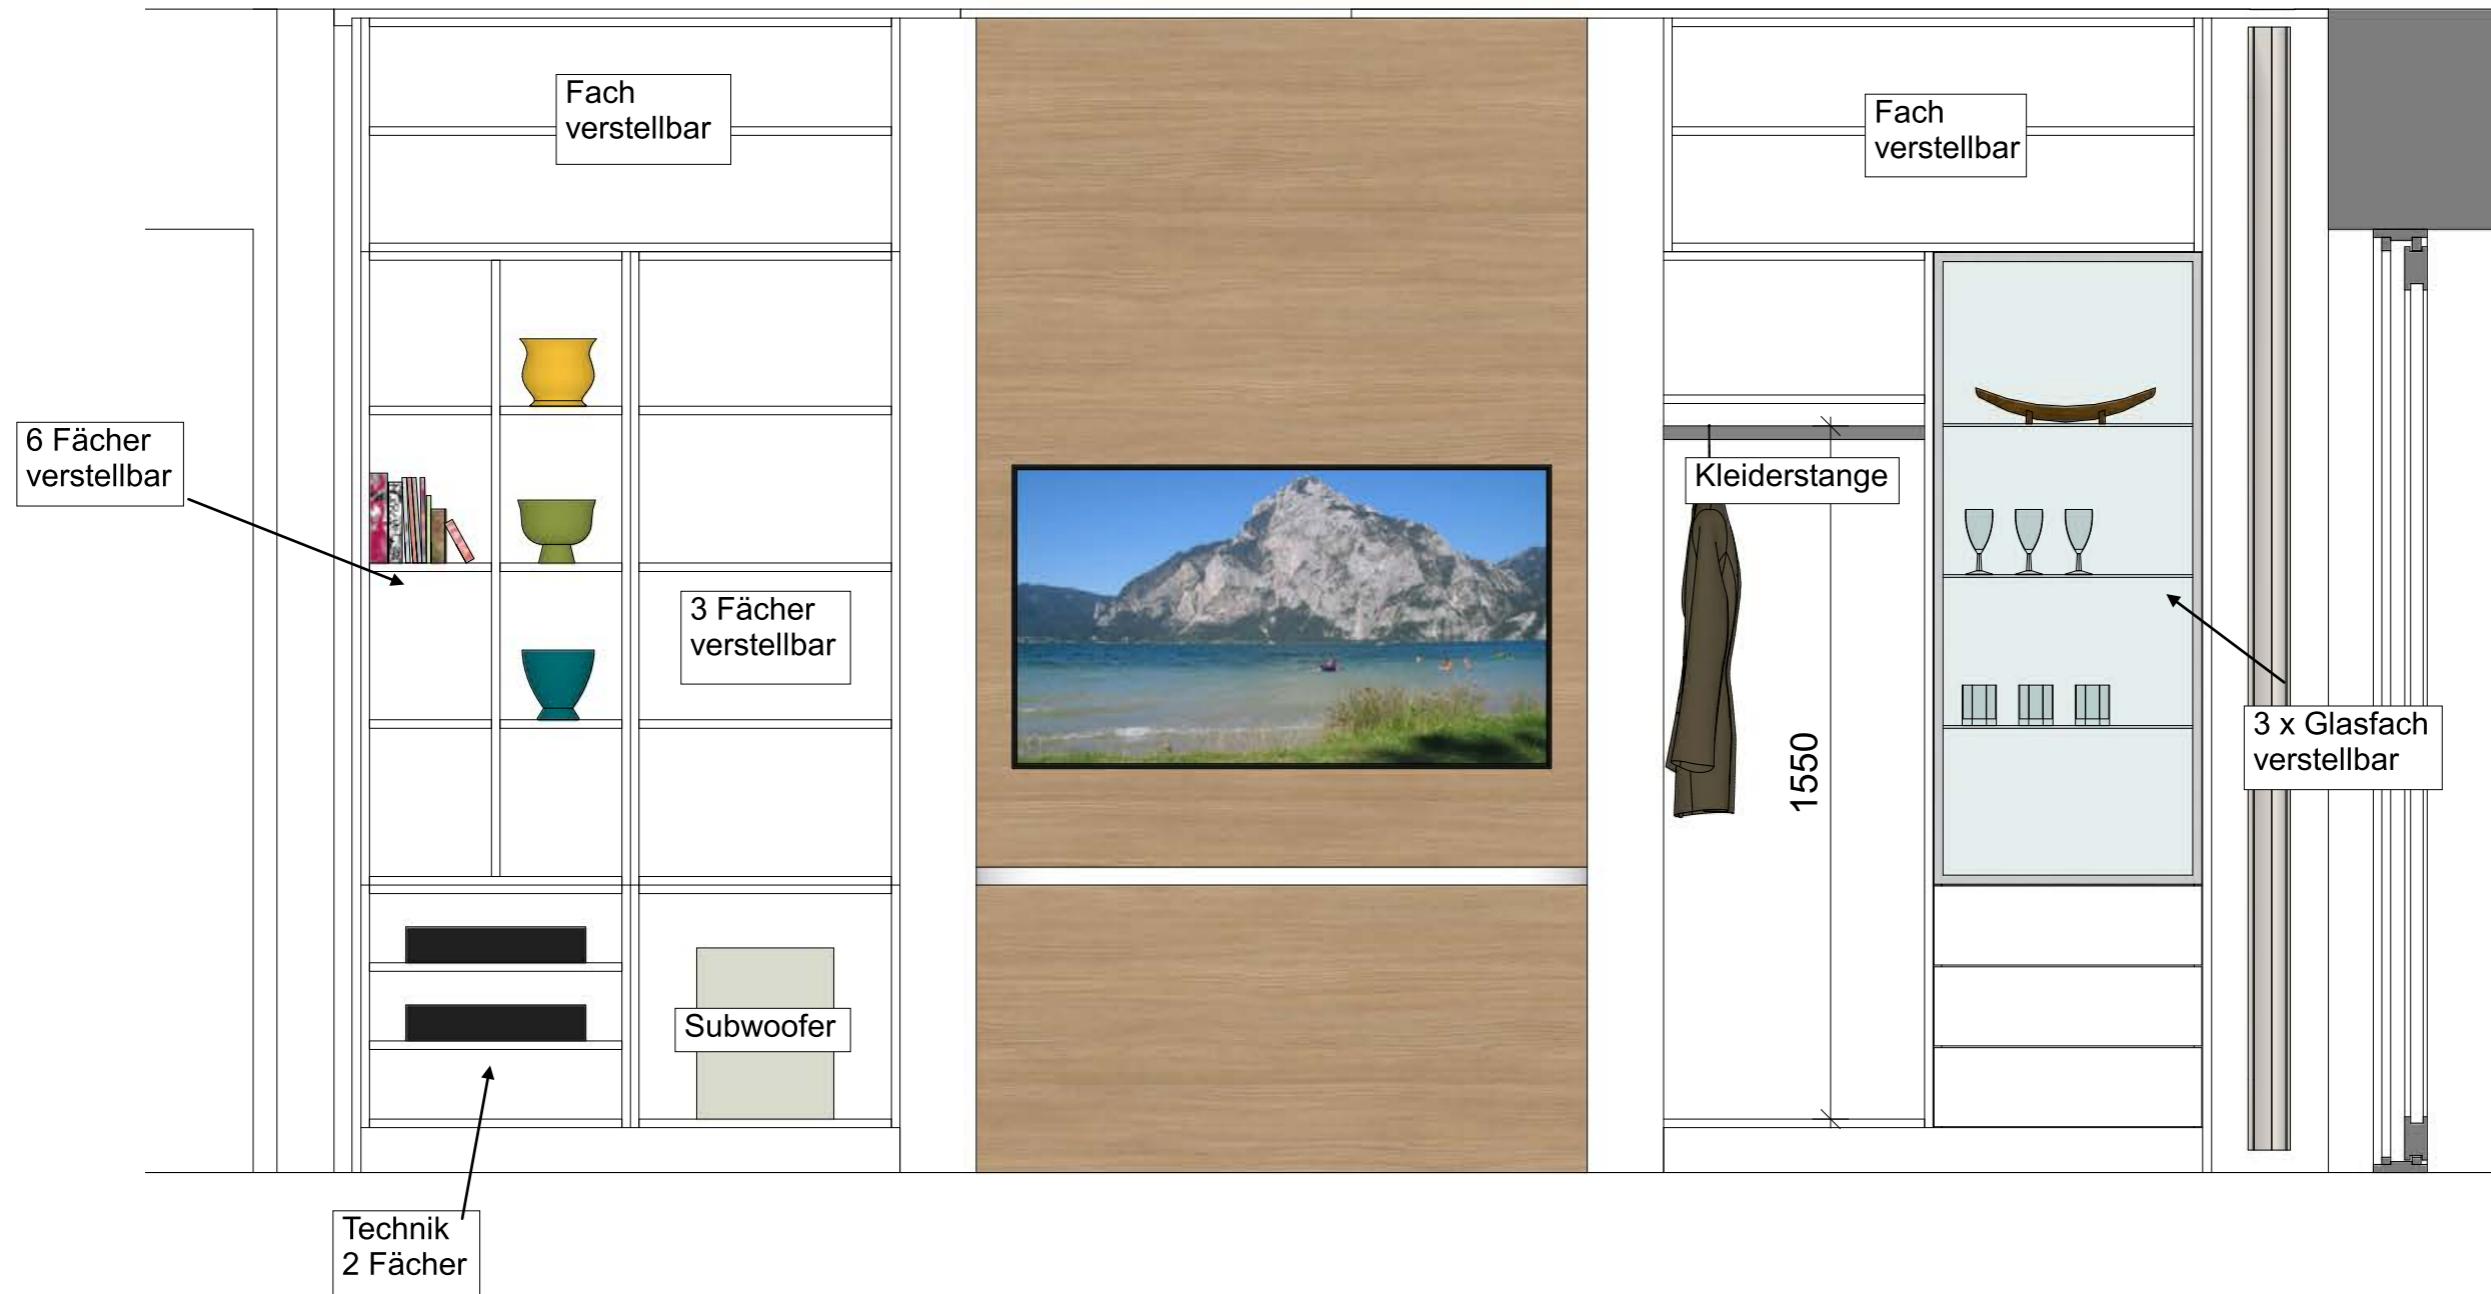 Fach
verstellbar
Fach
verstellbar
6 Fächer
verstellbar
Kleiderstange
3 Fächer
verstellbar
1550
3 x Glasfach
verstellbar
Subwoofer
Technik
2 Fächer